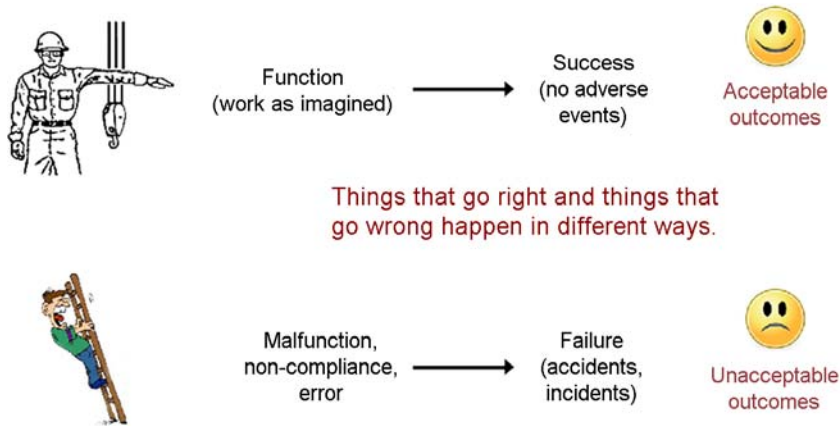 Function
(work as imagined)
Success
(no adverse
events)
Acceptable
outcomes
Things that go right and things that
go wrong happen in different ways.
Malfunction,
non-compliance,
error
Failure
(accidents,
incidents)
Unacceptable
outcomes